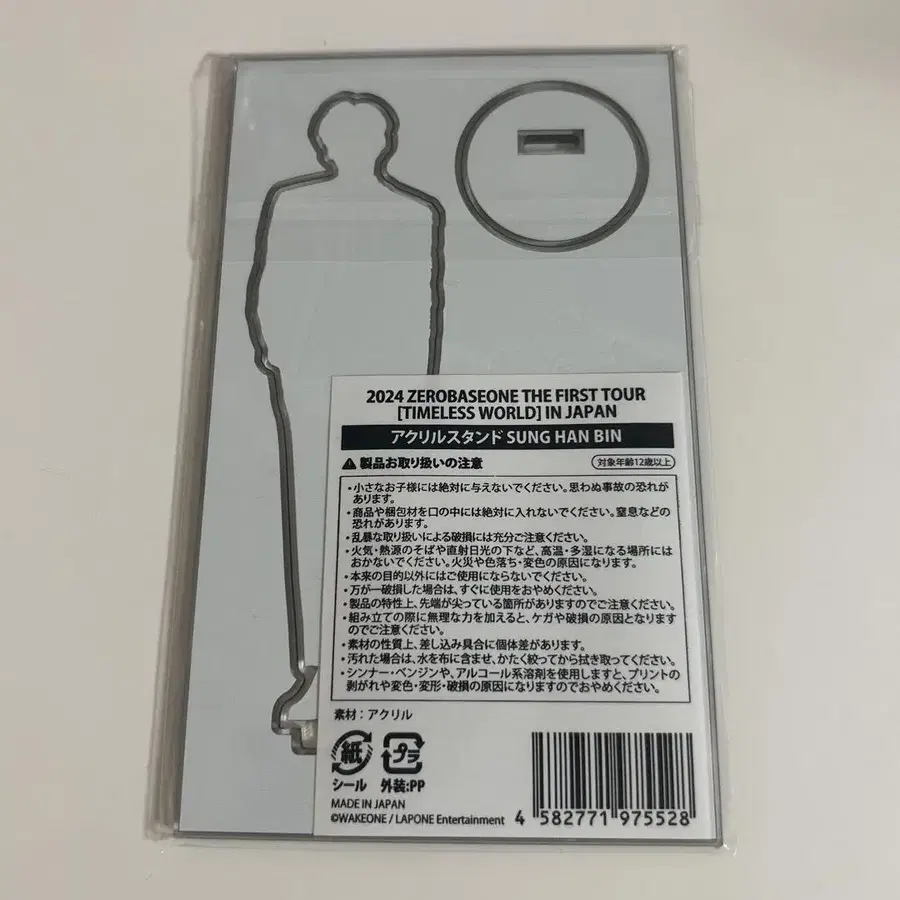 2024 ZEROBASEONE THE FIRST TOUR
[TIMELESS WORLD] IN JAPAN
アクリルスタンド SUNG HAN BIN
製品お取り扱いの注意
対象年齢12歳以上
・小さなお子様には絶対に与えないでください。思わぬ事故の恐れが
あります。
・商品や梱包材を口の中には絶対に入れないでください。窒息などの
恐れがあります。
・乱暴な取り扱いによる破損には充分ご注意ください。
・火気・熱源のそばや直射日光の下など、高温・多湿になる場所には
おかないでください。火災や色落ち・変色の原因になります。
・本来の目的以外にはご使用にならないでください。
・万が一破損した場合は、すぐに使用をおやめください。
・製品の特性上、先端が尖っている箇所がありますのでご注意ください。
・組み立ての際に無理な力を加えると、ケガや破損の原因となります
のでご注意ください。
・素材の性質上、差し込み具合に個体差があります。
・汚れた場合は、水を布に含ませ、かたく絞ってから拭き取ってください。
・シンナー・ベンジンや、アルコール系溶剤を使用しますと、プリントの
剥がれや変色・変形・破損の原因になりますのでおやめください。
素材：アクリル
紙 プラ
シール 外装:PP
MADE IN JAPAN
©WAKEONE / LAPONE Entertainment
4 582771 975528